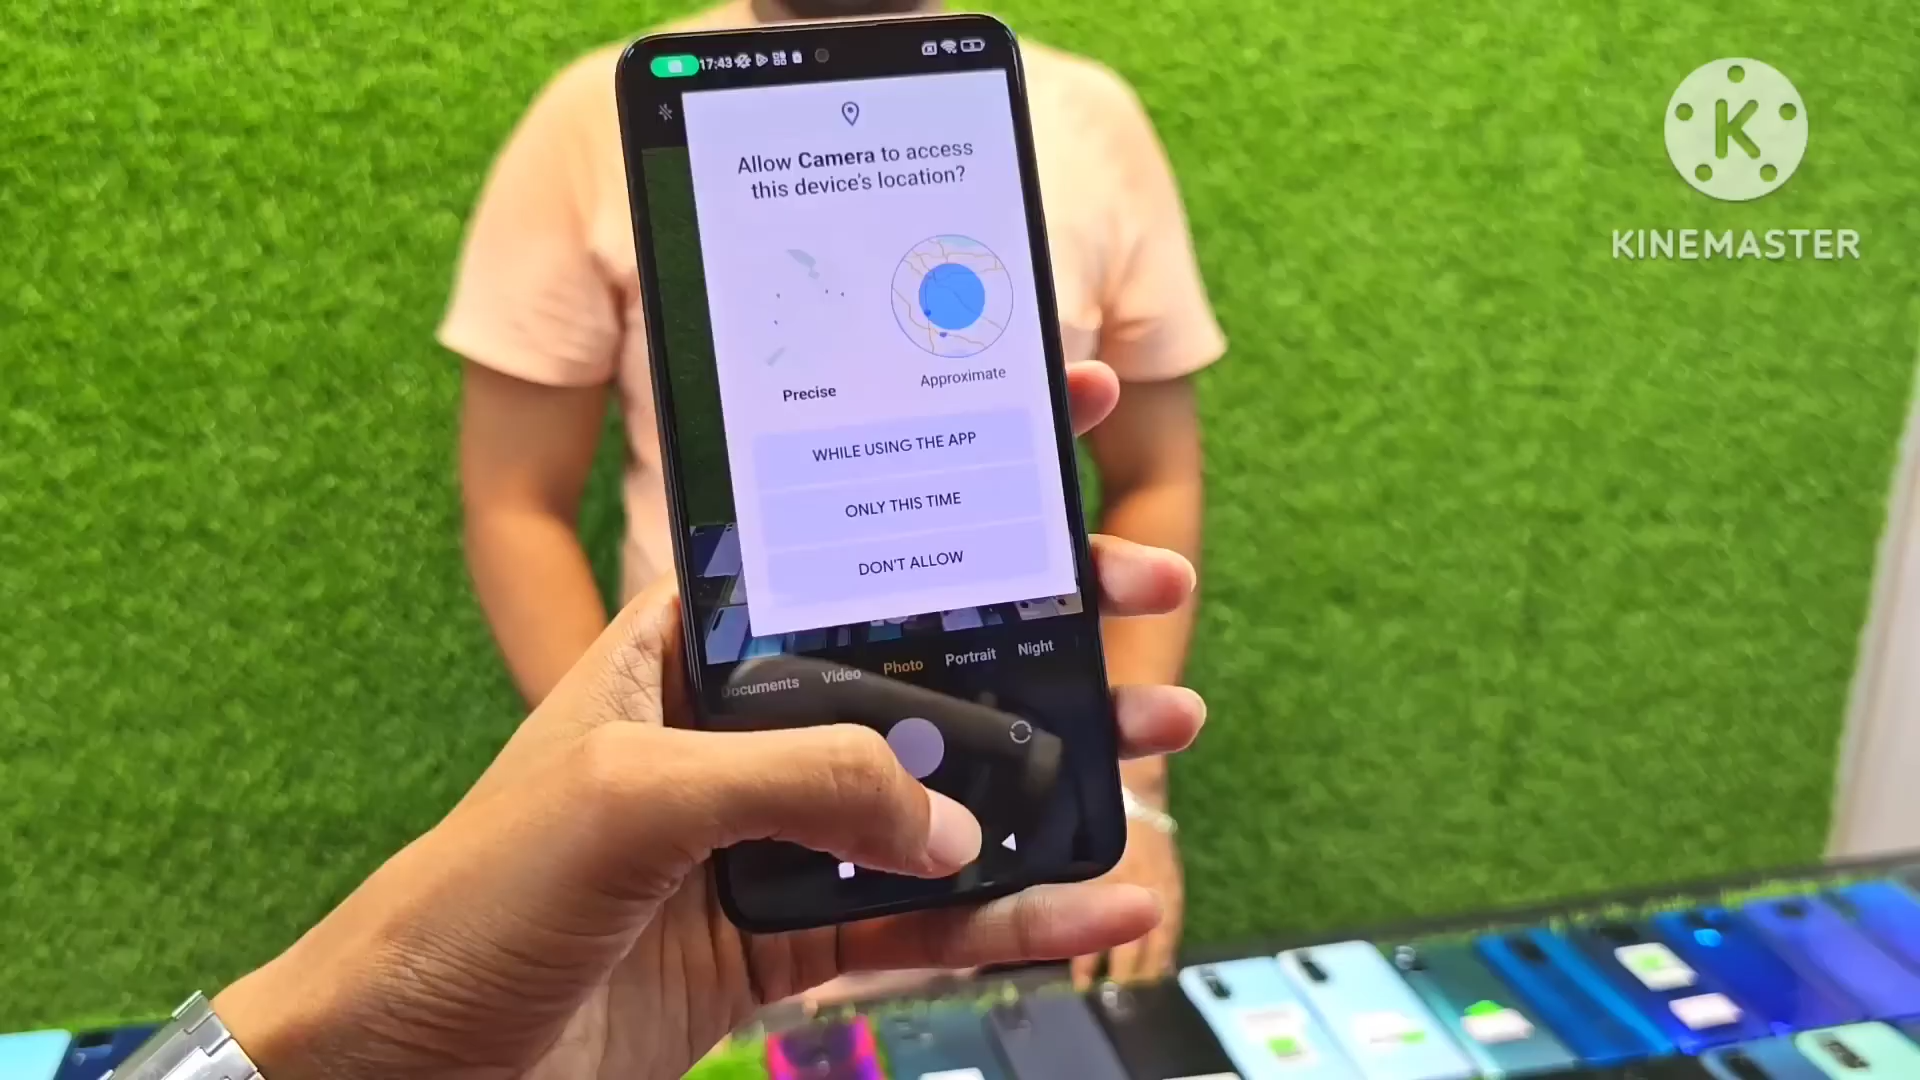 17:43
Allow Camera to access
this device's location?
Precise
Approximate
WHILE USING THE APP
ONLY THIS TIME
DON'T ALLOW
Documents
Video
Photo
Portrait
Night
K
KINEMASTER